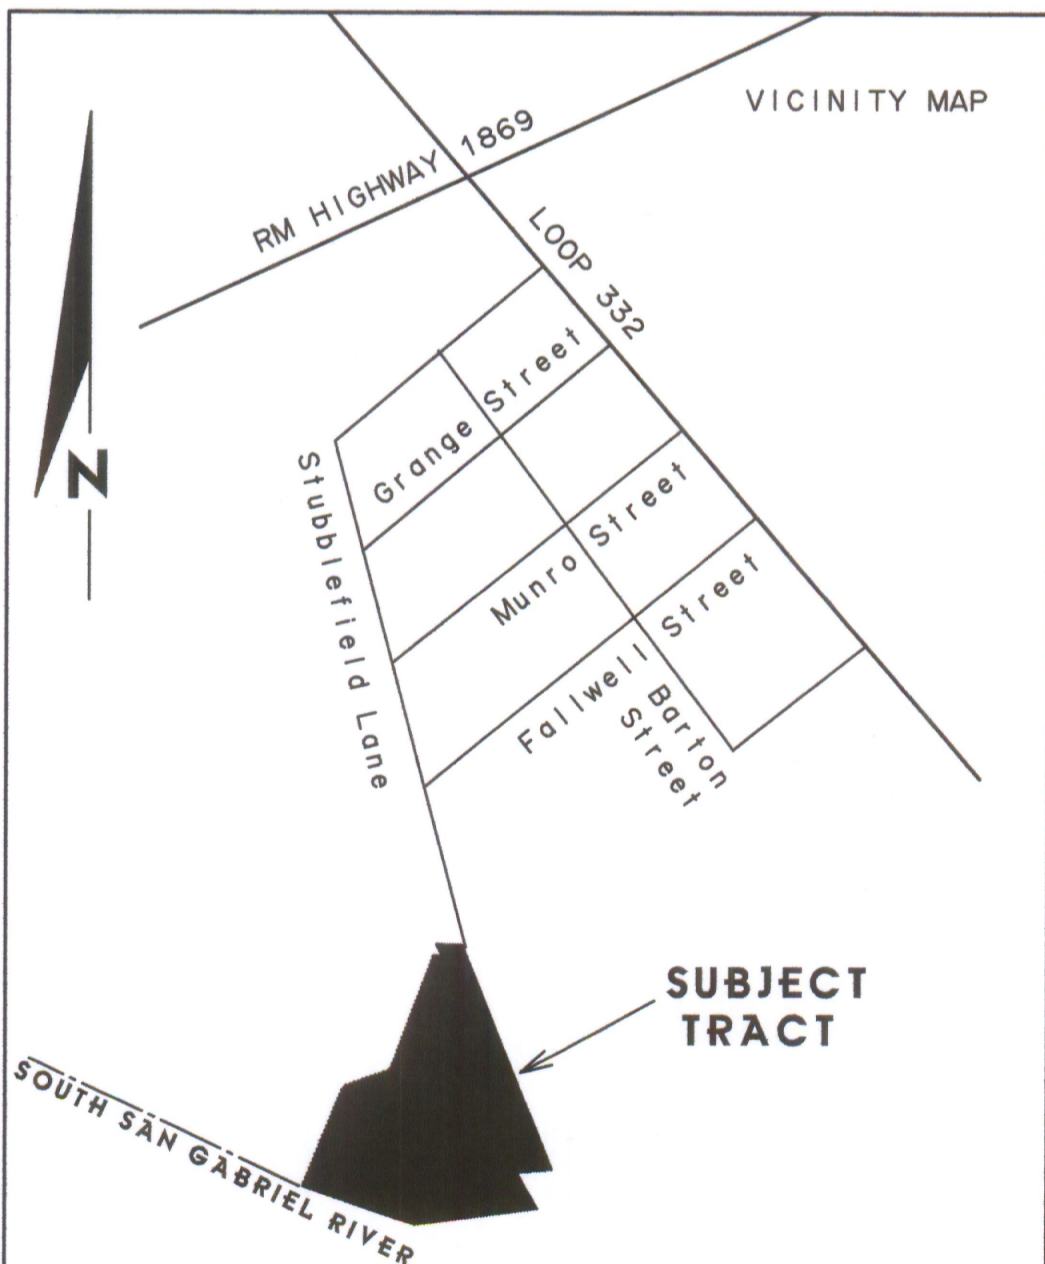 VICINITY MAP
RM HIGHWAY 1869
LOOP 332
Grange Street
N
Stubblefield Lane
Munro Street
Fallwell Street
Barton
Street
SUBJECT
TRACT
SOUTH SAN GABRIEL RIVER